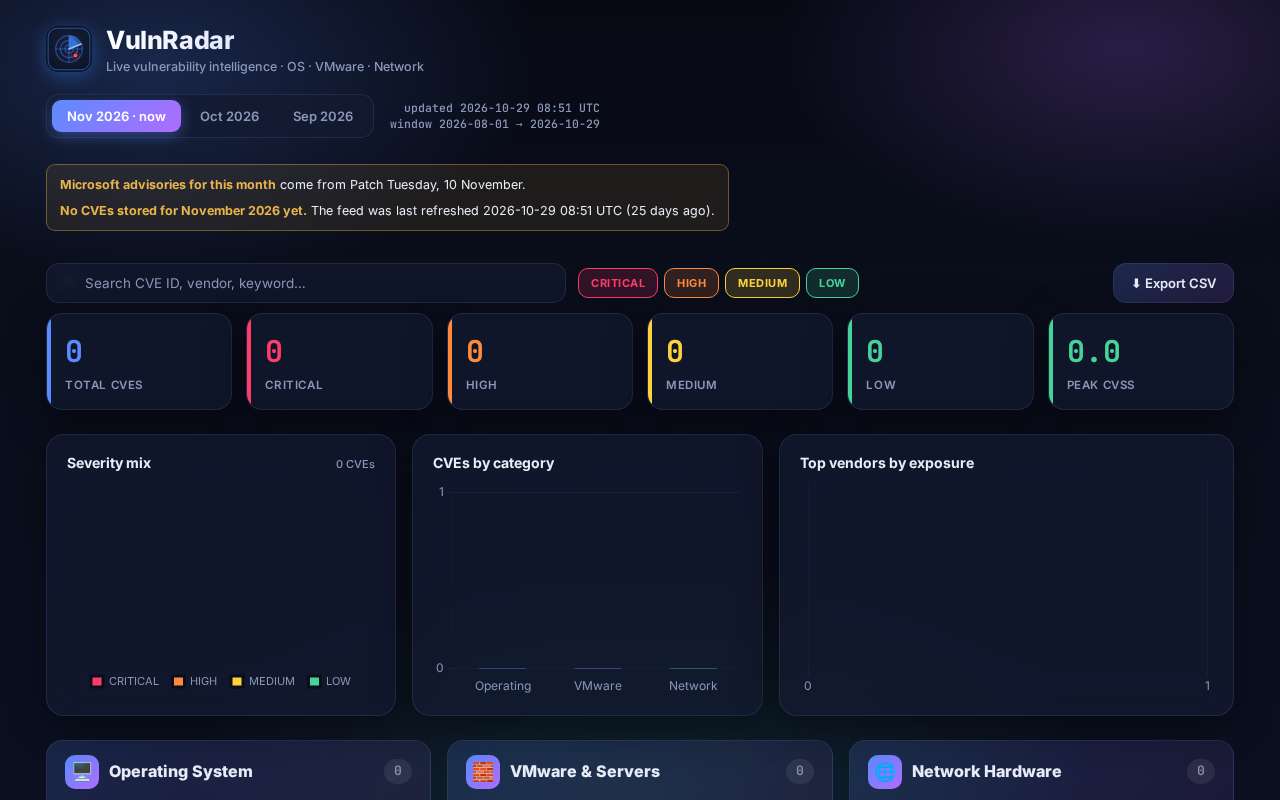 VulnRadar
Live vulnerability intelligence · OS · VMware · Network
Nov 2026 · now
Oct 2026
Sep 2026
updated 2026-10-29 08:51 UTC
window 2026-08-01 → 2026-10-29
Microsoft advisories for this month come from Patch Tuesday, 10 November.
No CVEs stored for November 2026 yet. The feed was last refreshed 2026-10-29 08:51 UTC (25 days ago).
Search CVE ID, vendor, keyword...
CRITICAL
HIGH
MEDIUM
LOW
⬇ Export CSV
0
TOTAL CVES
0
CRITICAL
0
HIGH
0
MEDIUM
0
LOW
0.0
PEAK CVSS
Severity mix
0 CVEs
CRITICAL
HIGH
MEDIUM
LOW
CVEs by category
1
0
Operating
VMware
Network
Top vendors by exposure
0
1
Operating System
0
VMware & Servers
0
Network Hardware
0